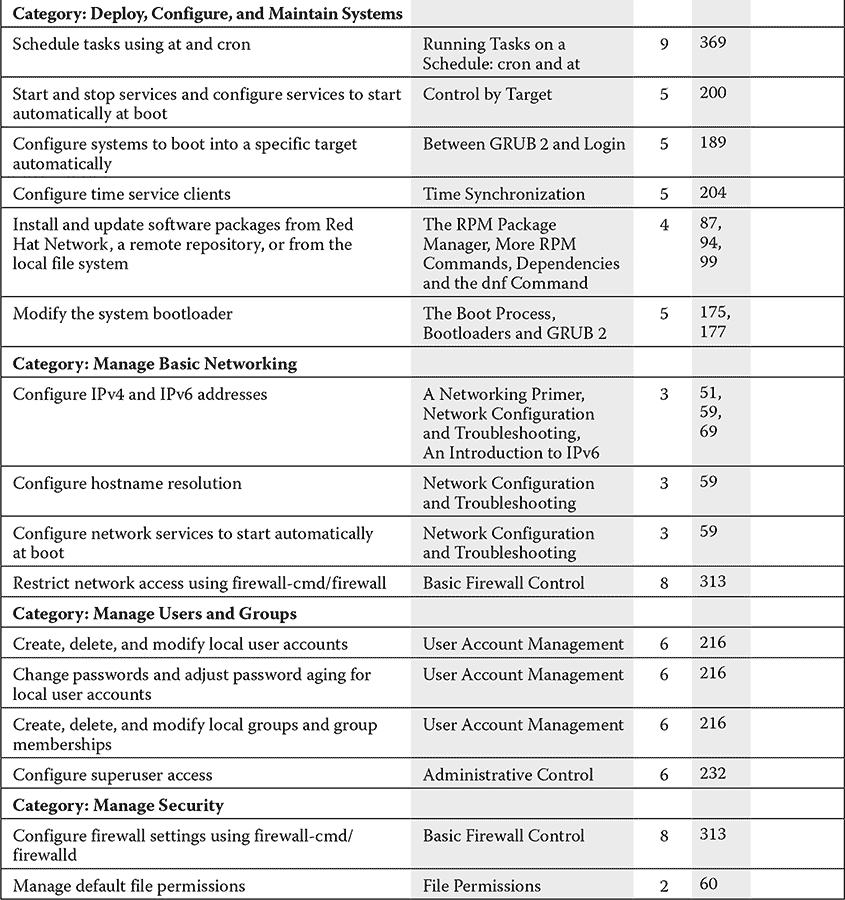 Category: Deploy, Configure, and Maintain Systems
Schedule tasks using at and cron
Running Tasks on a
Schedule: cron and at
9
369
Start and stop services and configure services to start
automatically at boot
Control by Target
5
200
Configure systems to boot into a specific target
automatically
Between GRUB 2 and Login
5
189
Configure time service clients
Time Synchronization
5
204
Install and update software packages from Red
Hat Network, a remote repository, or from the
local file system
The RPM Package
Manager, More RPM
Commands, Dependencies
and the dnf Command
4
87,
94,
99
Modify the system bootloader
The Boot Process,
Bootloaders and GRUB 2
5
175,
177
Category: Manage Basic Networking
Configure IPv4 and IPv6 addresses
A Networking Primer,
Network Configuration
and Troubleshooting,
An Introduction to IPv6
3
51,
59,
69
Configure hostname resolution
Network Configuration
and Troubleshooting
3
59
Configure network services to start automatically
at boot
Network Configuration
and Troubleshooting
3
59
Restrict network access using firewall-cmd/firewall
Basic Firewall Control
8
313
Category: Manage Users and Groups
Create, delete, and modify local user accounts
User Account Management
6
216
Change passwords and adjust password aging for
local user accounts
User Account Management
6
216
Create, delete, and modify local groups and group
memberships
User Account Management
6
216
Configure superuser access
Administrative Control
6
232
Category: Manage Security
Configure firewall settings using firewall-cmd/
firewalld
Basic Firewall Control
8
313
Manage default file permissions
File Permissions
2
60